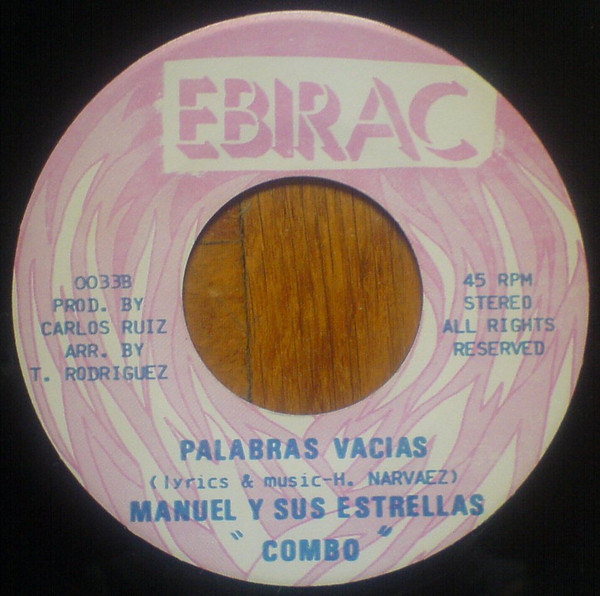 EBIRAC
0033B
PROD. BY
CARLOS RUIZ
ARR. BY
T. RODRIGUEZ
45 RPM
STEREO
ALL RIGHTS
RESERVED
PALABRAS VACIAS
(lyrics & music-H. NARVAEZ)
MANUEL Y SUS ESTRELLAS
"COMBO"